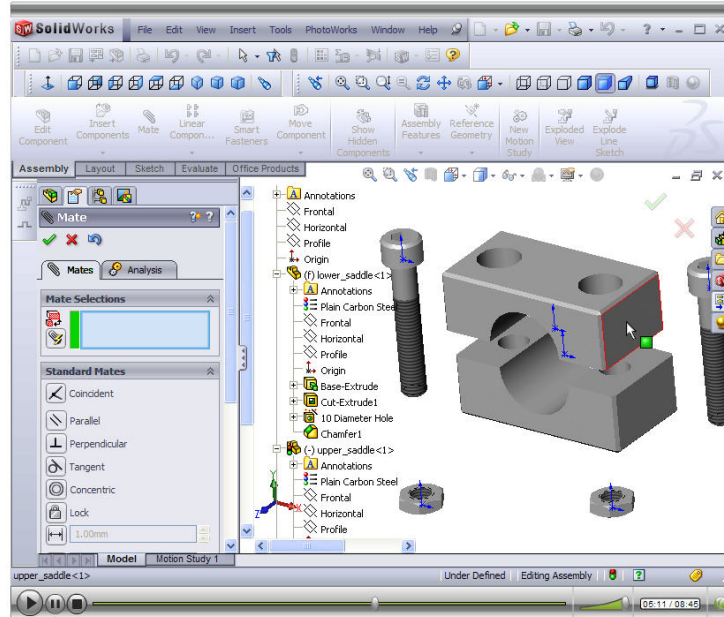 SolidWorks File Edit View Insert Tools PhotoWorks Window Help
Edit Component
Insert Components
Mate
Linear Compon...
Smart Fasteners
Move Component
Show Hidden Components
Assembly Features
Reference Geometry
New Motion Study
Exploded View
Explode Line Sketch
Assembly Layout Sketch Evaluate Office Products
Mate
Mates Analysis
Mate Selections
Standard Mates
Coincident
Parallel
Perpendicular
Tangent
Concentric
Lock
1.00mm
Annotations
Frontal
Horizontal
Profile
Origin
(f) lower_saddle<1>
Annotations
Plain Carbon Stee
Frontal
Horizontal
Profile
Origin
Base-Extrude
Cut-Extrude1
10 Diameter Hole
Chamfer1
(-) upper_saddle<1>
Annotations
Plain Carbon Steel
Frontal
Horizontal
Profile
Y
Z
X
Model Motion Study 1
upper_saddle<1> Under Defined Editing Assembly
05:11 / 08:45